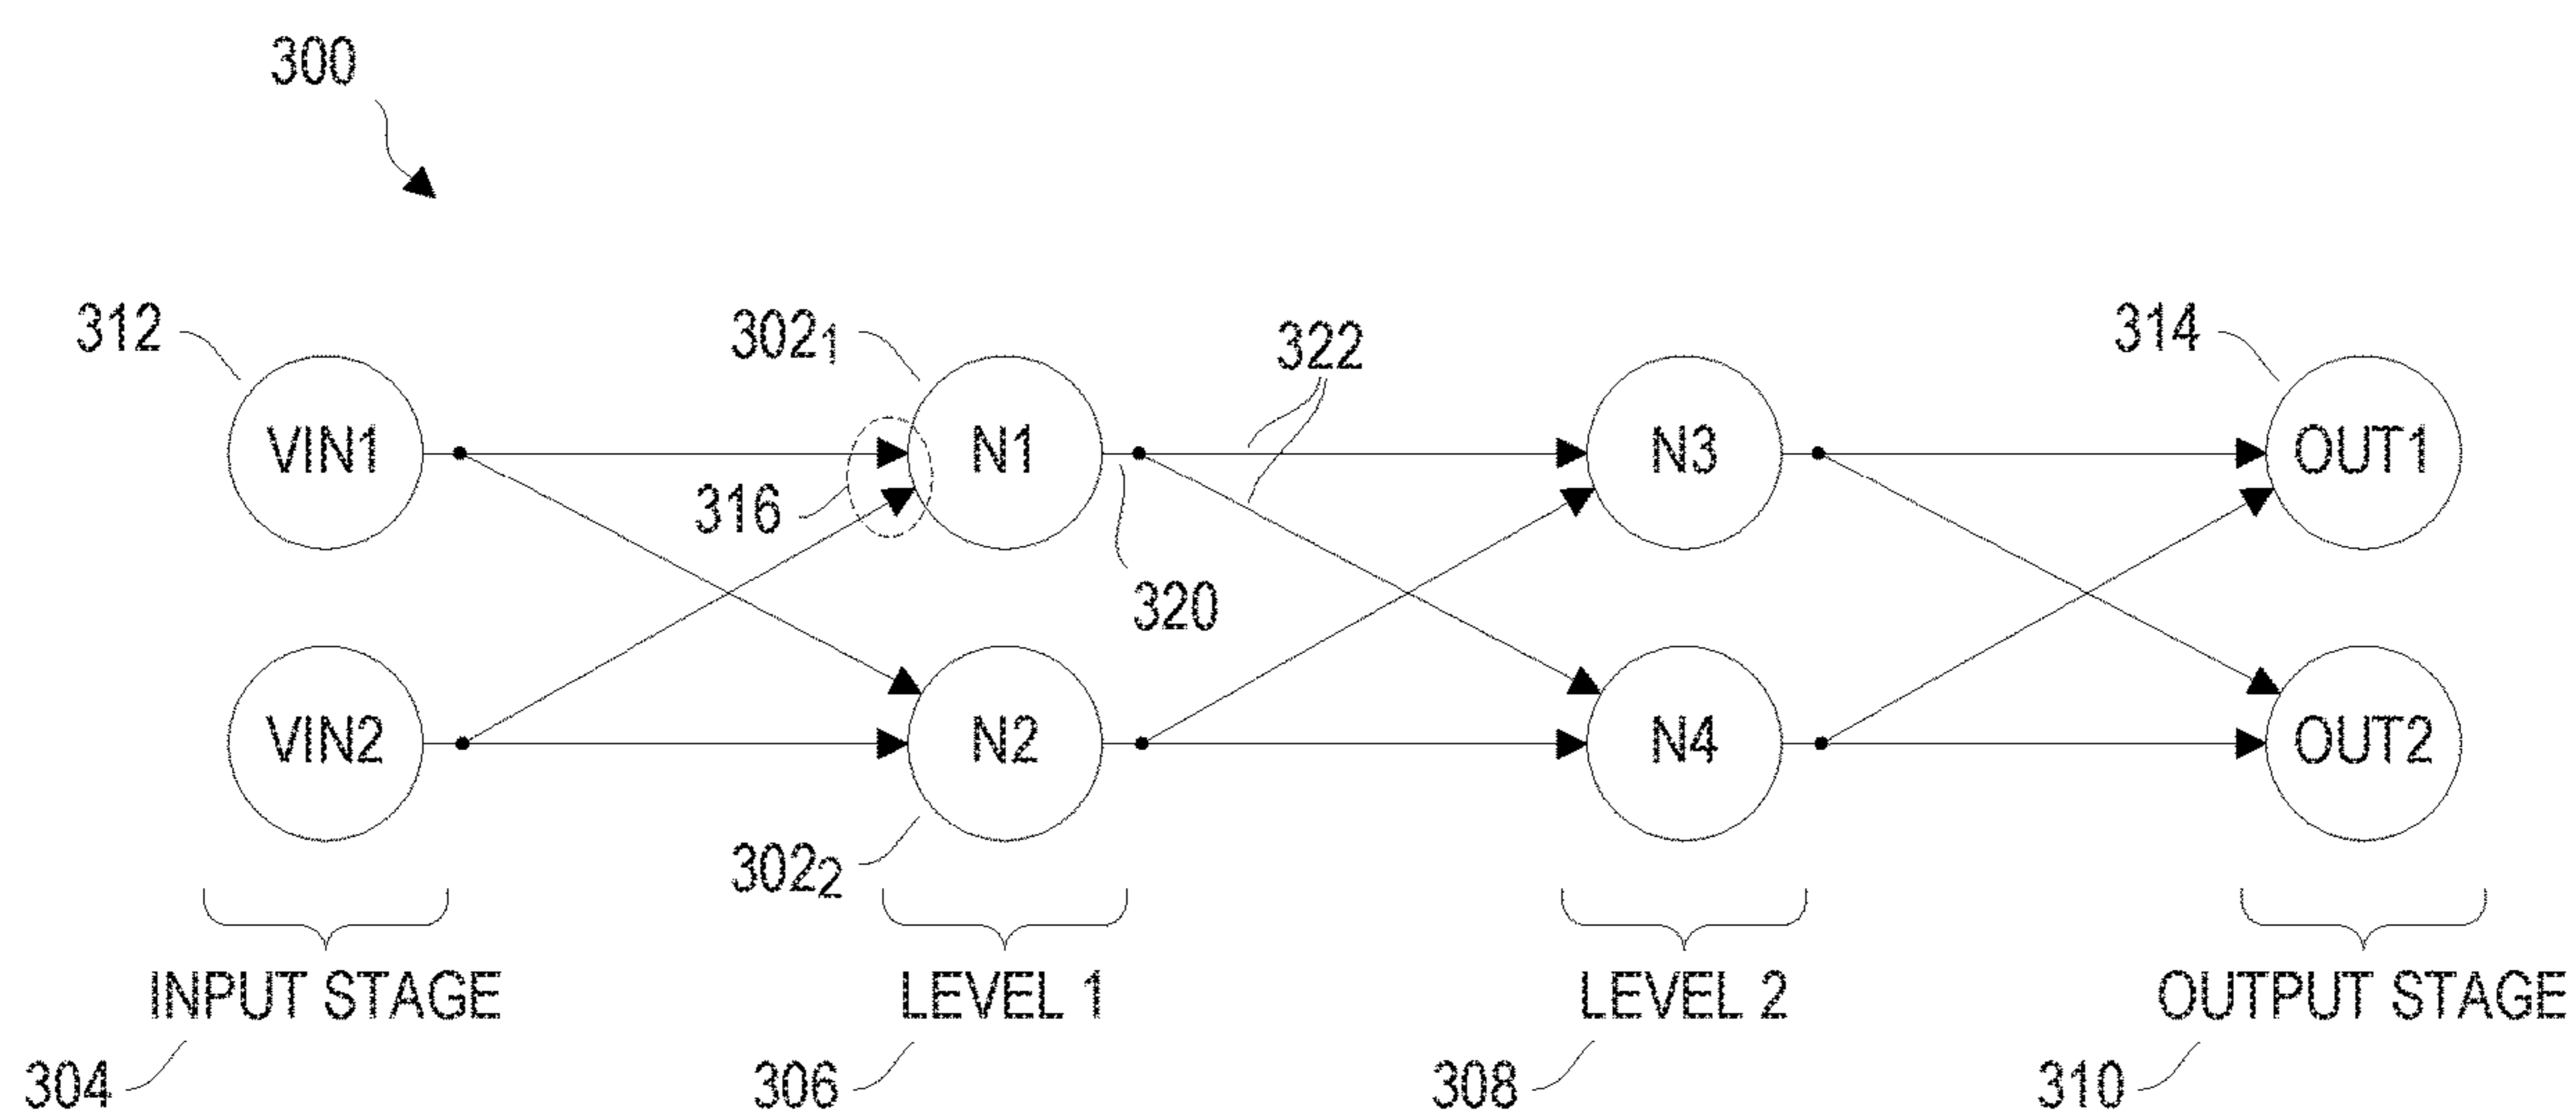 300
312
302₁
322
314
VIN1
N1
N3
OUT1
316
320
VIN2
N2
N4
OUT2
302₂
INPUT STAGE
LEVEL 1
LEVEL 2
OUTPUT STAGE
304
306
308
310